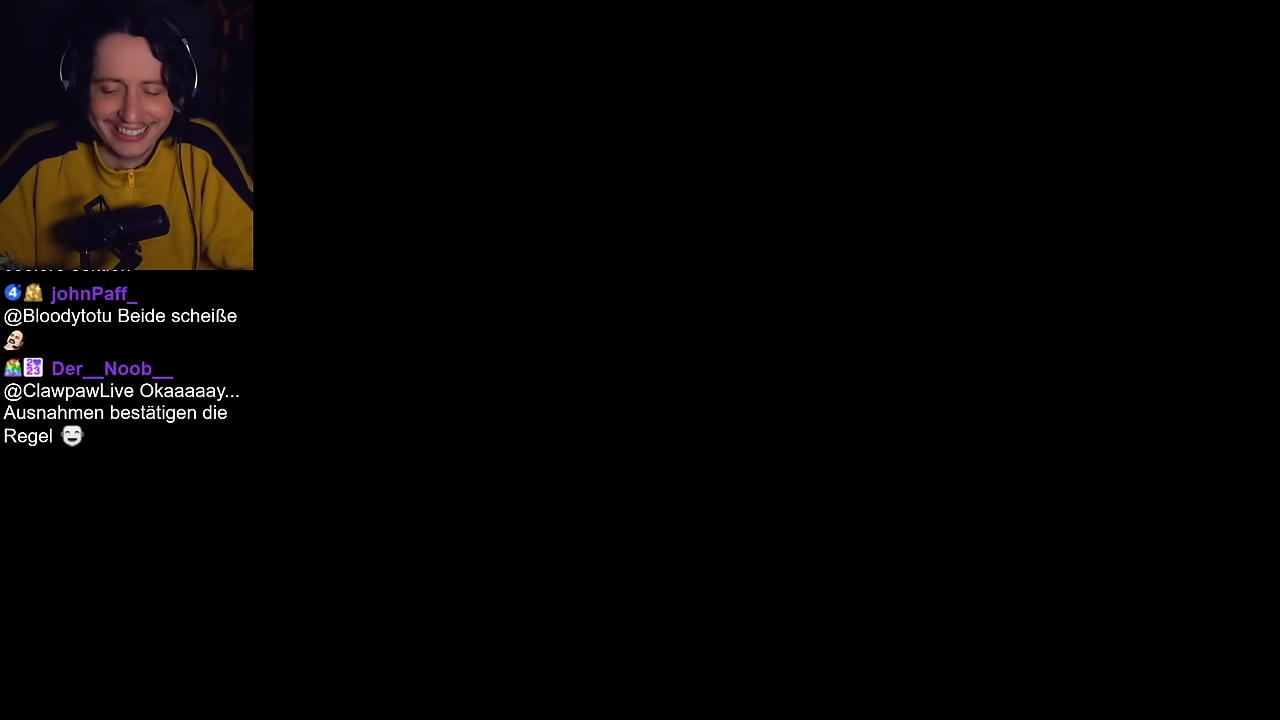 johnPaff_
@Bloodytotu Beide scheiße
Der__Noob__
@ClawpawLive Okaaaaay...
Ausnahmen bestätigen die
Regel